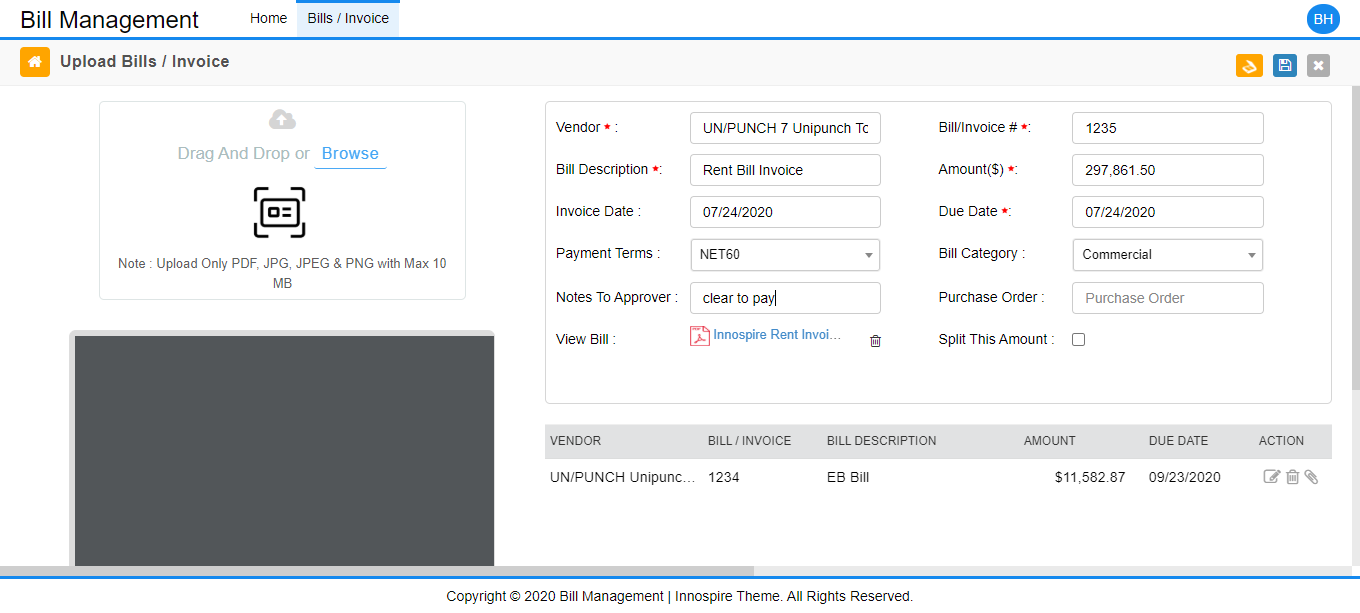 Bill Management Home Bills / Invoice BH
Upload Bills / Invoice
Drag And Drop or Browse
Note : Upload Only PDF, JPG, JPEG & PNG with Max 10
MB
Vendor * : UN/PUNCH 7 Unipunch To Bill/Invoice # *: 1235
Bill Description *: Rent Bill Invoice Amount($) *: 297,861.50
Invoice Date : 07/24/2020 Due Date *: 07/24/2020
Payment Terms : NET60 Bill Category : Commercial
Notes To Approver : clear to pay Purchase Order : Purchase Order
View Bill : Innospire Rent Invoi... Split This Amount :
VENDOR BILL / INVOICE BILL DESCRIPTION AMOUNT DUE DATE ACTION
UN/PUNCH Unipunc... 1234 EB Bill $11,582.87 09/23/2020
Copyright © 2020 Bill Management | Innospire Theme. All Rights Reserved.